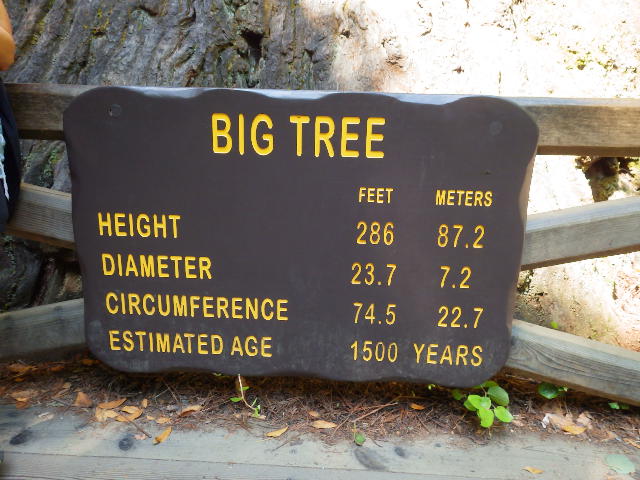 BIG TREE
FEET METERS
HEIGHT 286 87.2
DIAMETER 23.7 7.2
CIRCUMFERENCE 74.5 22.7
ESTIMATED AGE 1500 YEARS